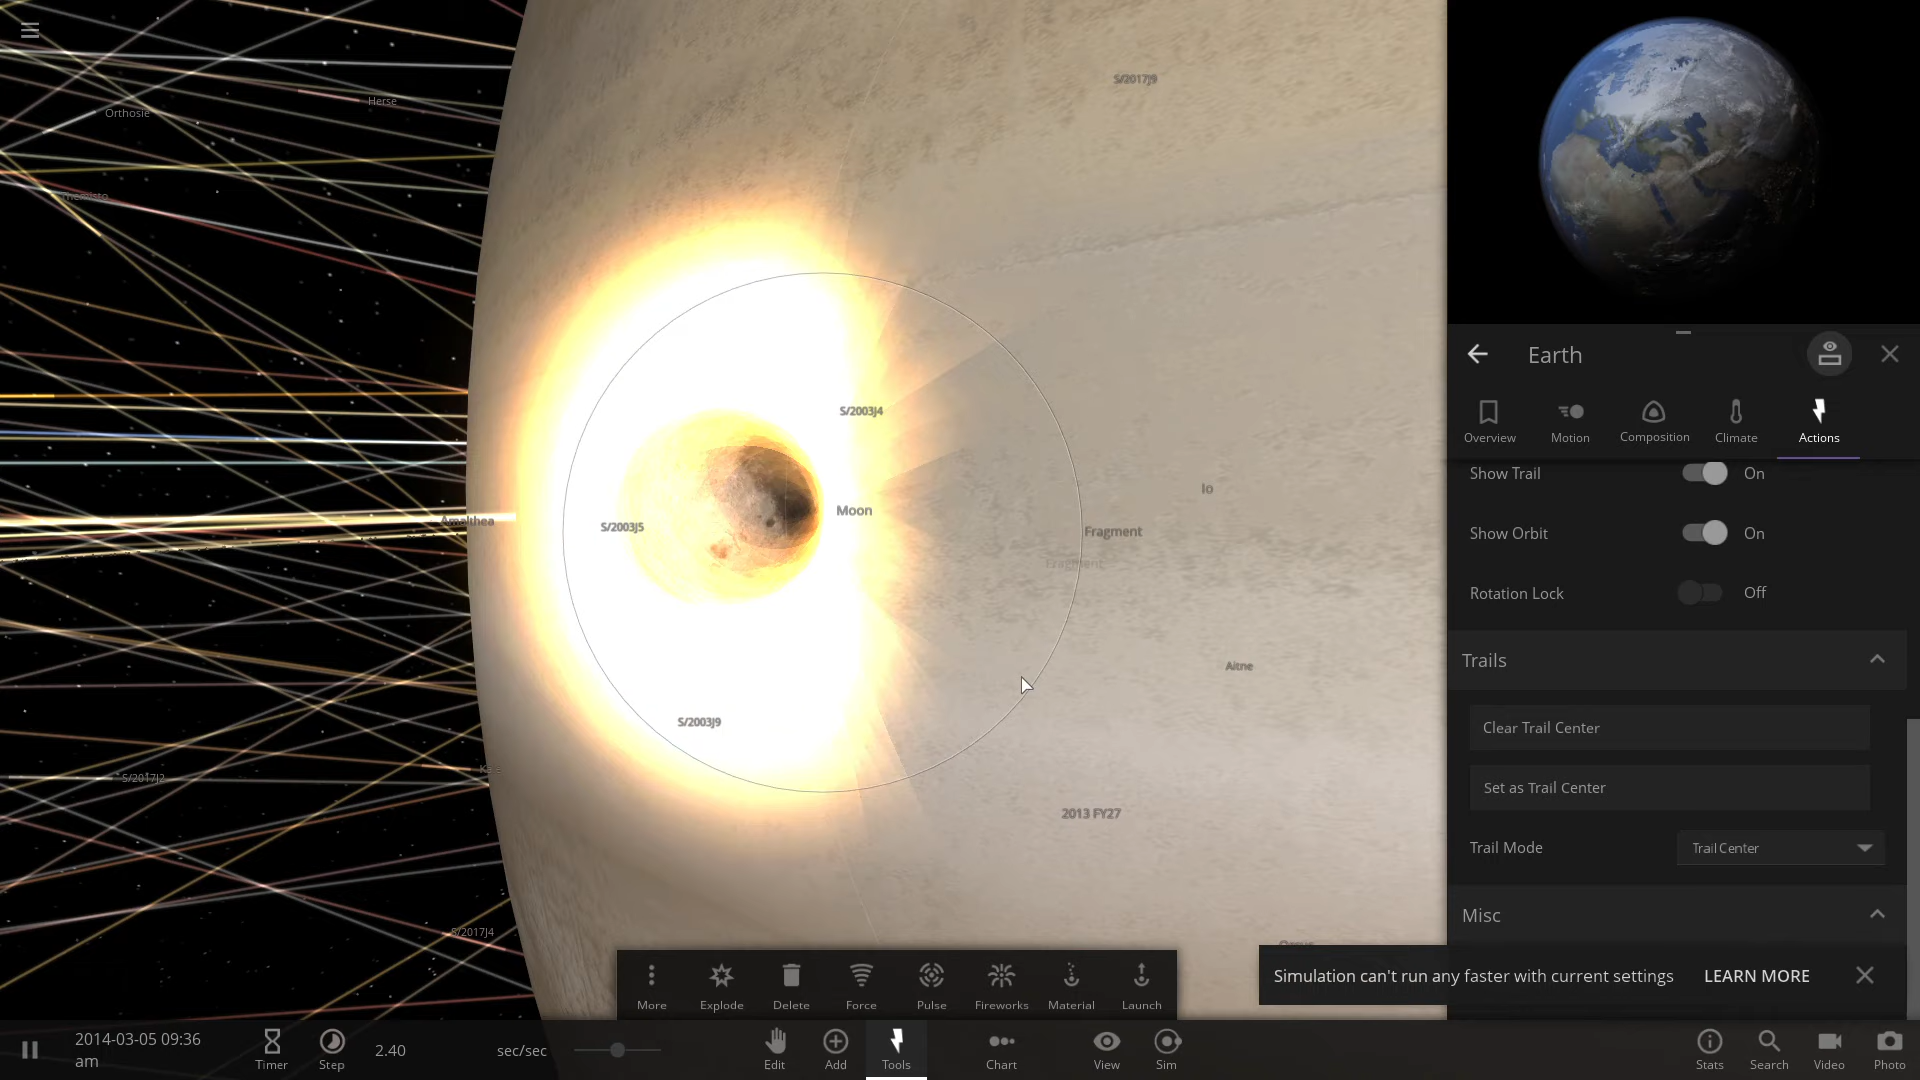 S/2017J9
Herse
Orthosie
Themisto
Earth
S/2003J4
Overview
Motion
Composition
Climate
Actions
Show Trail
On
Io
Moon
Amalthea
S/2003J5
Fragment
Show Orbit
On
Fragment
Rotation Lock
Off
Aitne
Trails
S/2003J9
Clear Trail Center
Kale
S/2017J2
Set as Trail Center
2013 FY27
Trail Mode
Trail Center
S/2017J4
Misc
Simulation can't run any faster with current settings
LEARN MORE
More
Explode
Delete
Force
Pulse
Fireworks
Material
Launch
2014-03-05 09:36
am
Timer
Step
2.40
sec/sec
Edit
Add
Tools
Chart
View
Sim
Stats
Search
Video
Photo